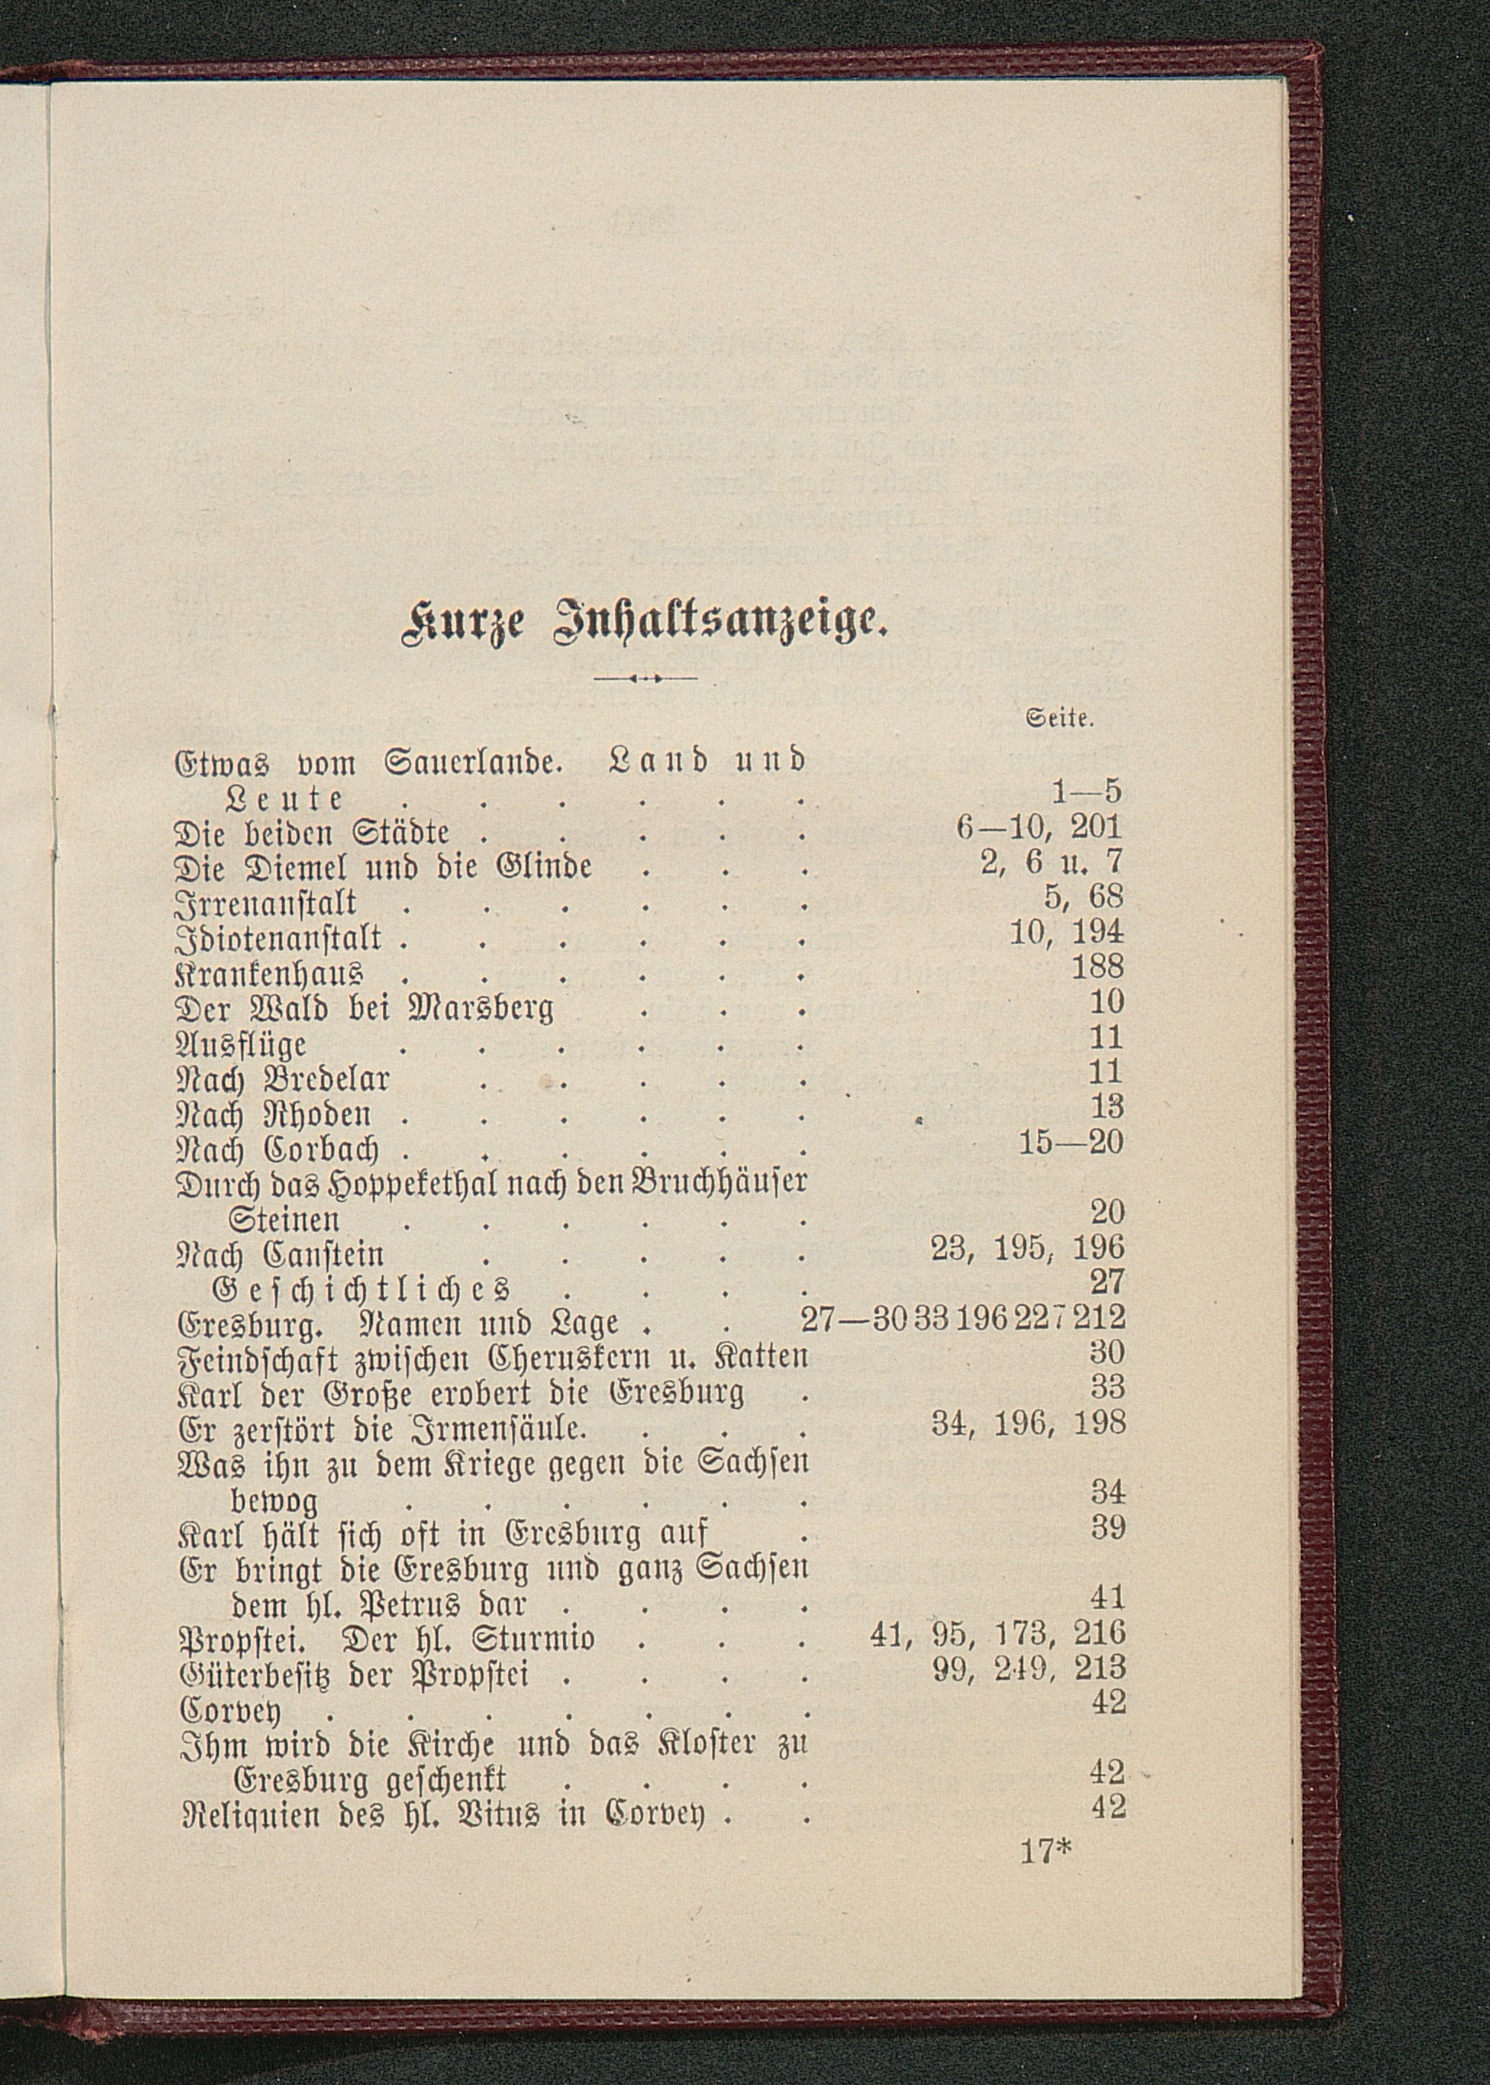 Kurze Inhaltsanzeige.
Seite.
Etwas vom Sauerlande. Land und
Leute . . . . . . 1—5
Die beiden Städte . . . . . 6—10, 201
Die Diemel und die Glinde . . . 2, 6 u. 7
Irrenanstalt . . . . . . 5, 68
Idiotenanstalt . . . . . . 10, 194
Krankenhaus . . . . . . 188
Der Wald bei Marsberg . . . 10
Ausflüge . . . . . . 11
Nach Bredelar . . . . . 11
Nach Rhoden . . . . . . 13
Nach Corbach . . . . . . 15—20
Durch das Hoppekethal nach den Bruchhäuser
Steinen . . . . . . 20
Nach Canstein . . . . . 23, 195, 196
Geschichtliches . . . . 27
Eresburg. Namen und Lage . . 27—30 33 196 227 212
Feindschaft zwischen Cheruskern u. Katten 30
Karl der Große erobert die Eresburg . 33
Er zerstört die Irmensäule. . . . 34, 196, 198
Was ihn zu dem Kriege gegen die Sachsen
bewog . . . . . . 34
Karl hält sich oft in Eresburg auf . 39
Er bringt die Eresburg und ganz Sachsen
dem hl. Petrus dar . . . . 41
Propstei. Der hl. Sturmio . . . 41, 95, 173, 216
Güterbesitz der Propstei . . . . 99, 249, 213
Corvey . . . . . . . 42
Ihm wird die Kirche und das Kloster zu
Eresburg geschenkt . . . . 42
Reliquien des hl. Vitus in Corvey . . 42
17*